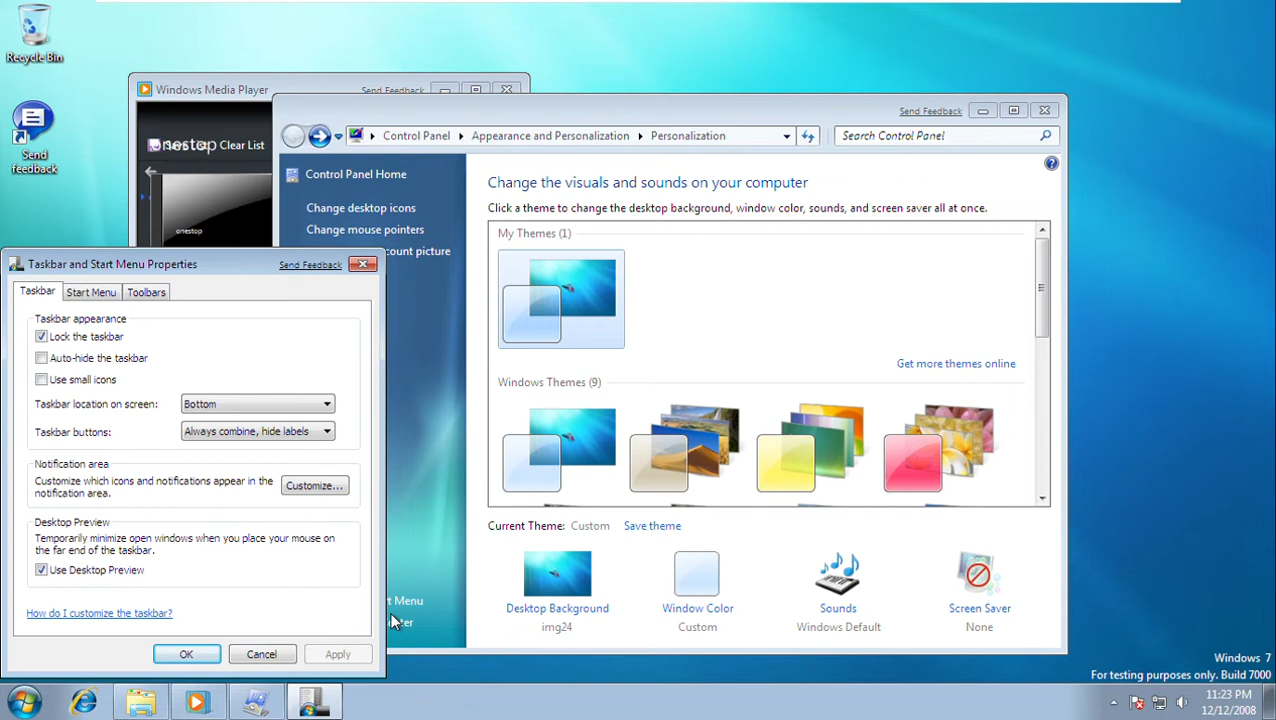 Recycle Bin
Send
feedback
Windows Media Player
Send Feedback
Clear List
onestop
Send Feedback
Control Panel
Appearance and Personalization
Personalization
Search Control Panel
Control Panel Home
Change desktop icons
Change mouse pointers
count picture
Change the visuals and sounds on your computer
Click a theme to change the desktop background, window color, sounds, and screen saver all at once.
My Themes (1)
Get more themes online
Windows Themes (9)
Current Theme: Custom Save theme
Desktop Background
img24
Window Color
Custom
Sounds
Windows Default
Screen Saver
None
Taskbar and Start Menu Properties
Send Feedback
Taskbar
Start Menu
Toolbars
Taskbar appearance
Lock the taskbar
Auto-hide the taskbar
Use small icons
Taskbar location on screen: Bottom
Taskbar buttons: Always combine, hide labels
Notification area
Customize which icons and notifications appear in the
notification area.
Customize...
Desktop Preview
Temporarily minimize open windows when you place your mouse on
the far end of the taskbar.
Use Desktop Preview
How do I customize the taskbar?
OK
Cancel
Apply
t Menu
ter
Windows 7
For testing purposes only. Build 7000
11:23 PM
12/12/2008